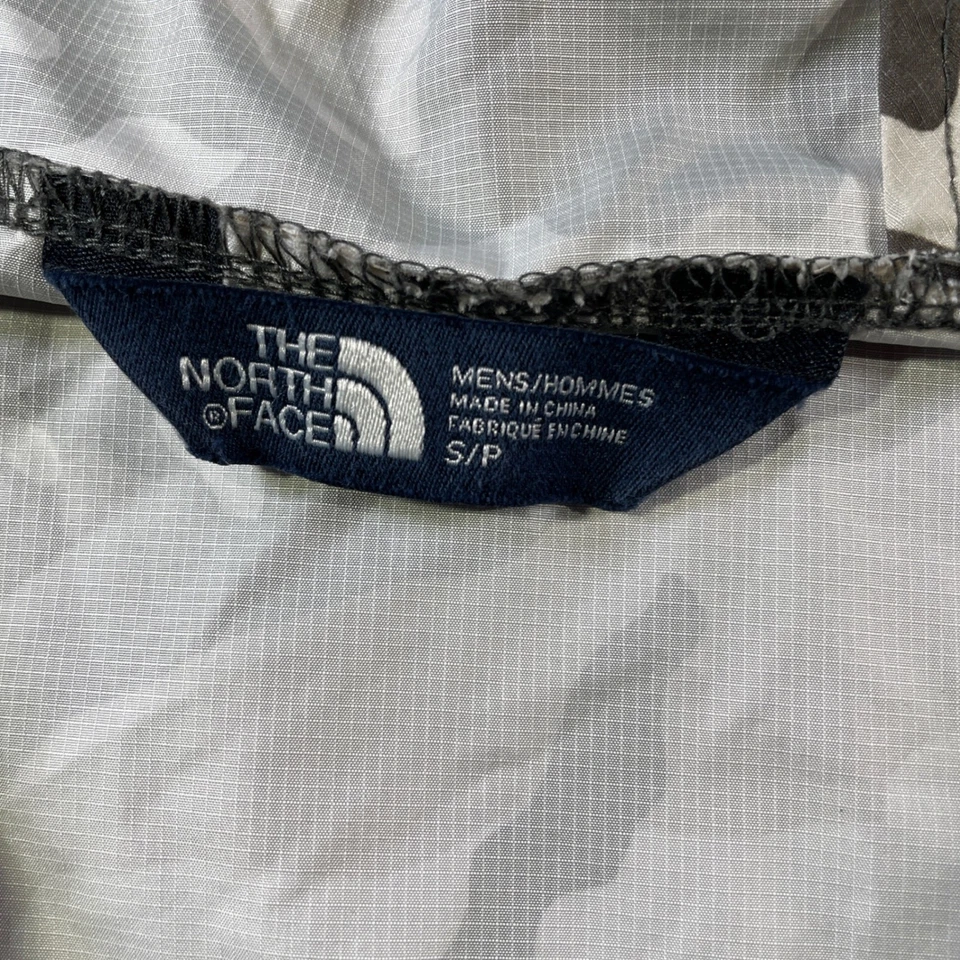 THE
NORTH
®FACE
MENS/HOMMES
MADE IN CHINA
FABRIQUÉ EN CHINE
S/P